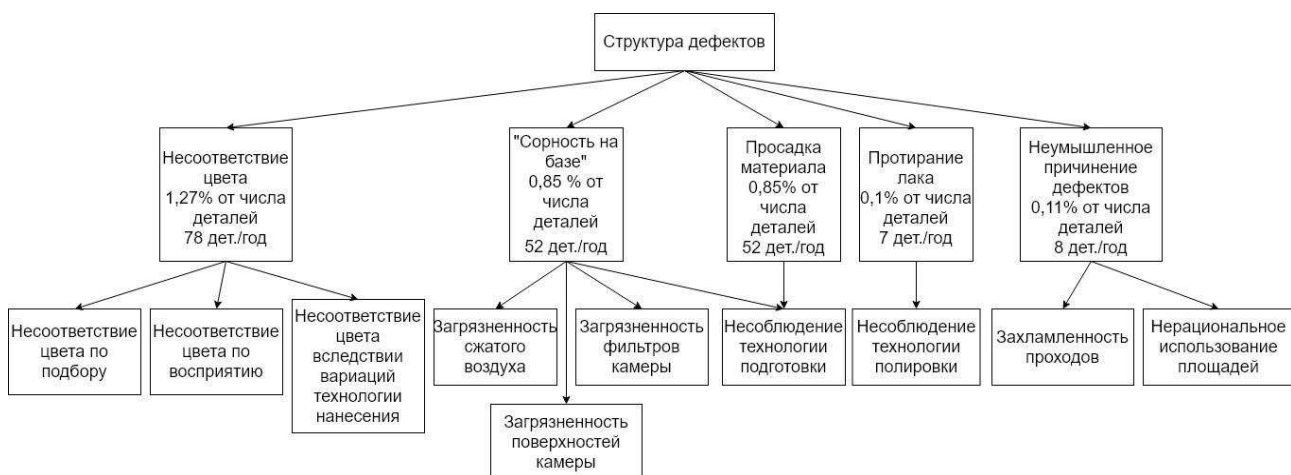 Структура дефектов
Несоответствие
цвета
1,27% от числа
деталей
78 дет./год
"Сорность на
базе"
0,85 % от
числа
деталей
52 дет./год
Просадка
материала
0,85% от
числа
деталей
52 дет./год
Протирание
лака
0,1% от числа
деталей
7 дет./год
Неумышленное
причинение
дефектов
0,11% от числа
деталей
8 дет./год
Несоответствие
цвета по
подбору
Несоответствие
цвета по
восприятию
Несоответствие
цвета
вследствии
вариаций
технологии
нанесения
Загрязненность
сжатого
воздуха
Загрязненность
поверхностей
камеры
Загрязненность
фильтров
камеры
Несоблюдение
технологии
подготовки
Несоблюдение
технологии
полировки
Захламленность
проходов
Нерациональное
использование
площадей